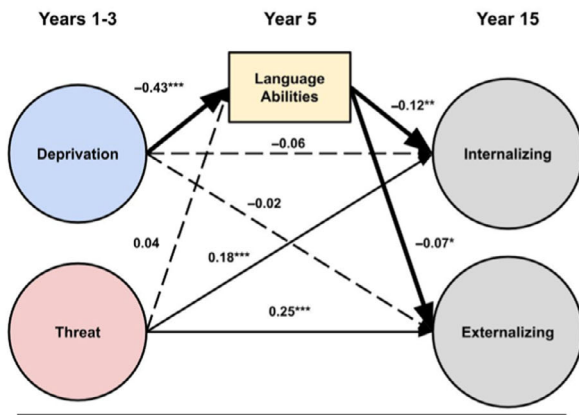 Years 1-3
Year 5
Year 15
–0.43***
Language
Abilities
–0.12**
Deprivation
–0.06
Internalizing
–0.02
0.04
0.18***
–0.07*
0.25***
Threat
Externalizing